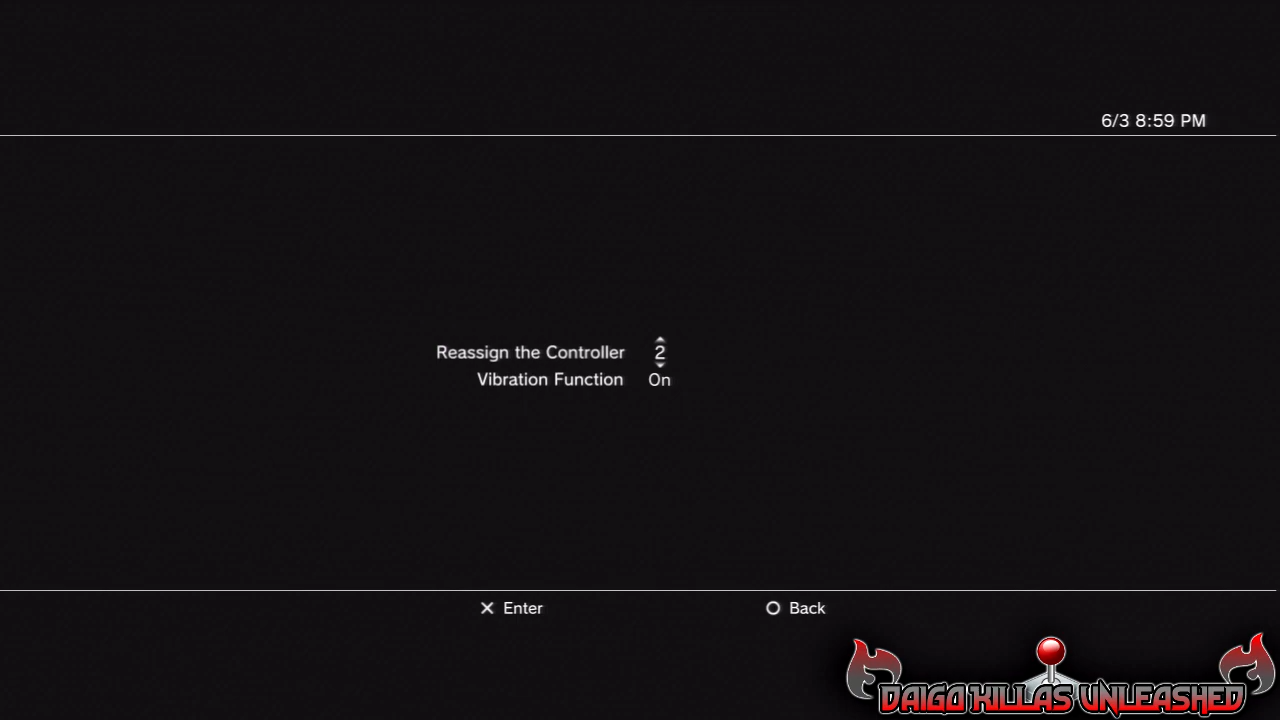 6/3 8:59 PM
Reassign the Controller 2
Vibration Function On
Enter Back
DAIGO KILLAS UNLEASHED